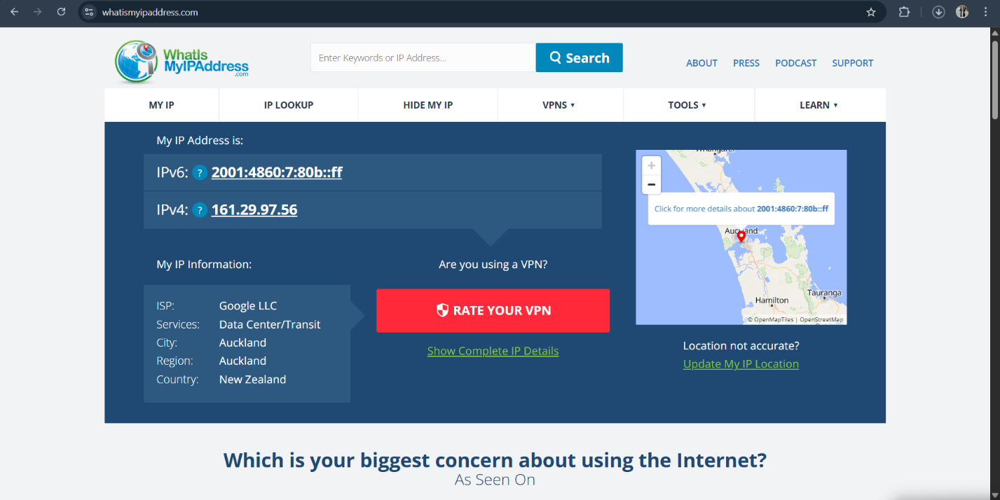 whatismyipaddress.com
WhatIs
MyIPAddress
.com
Enter Keywords or IP Address...
Search
ABOUT PRESS PODCAST SUPPORT
MY IP IP LOOKUP HIDE MY IP VPNS ▾ TOOLS ▾ LEARN ▾
My IP Address is:
IPv6: ? 2001:4860:7:80b::ff
IPv4: ? 161.29.97.56
My IP Information:
ISP: Google LLC
Services: Data Center/Transit
City: Auckland
Region: Auckland
Country: New Zealand
Are you using a VPN?
RATE YOUR VPN
Show Complete IP Details
Whangarei
+
−
Click for more details about 2001:4860:7:80b::ff
Auckland
Tauranga
Hamilton
© OpenMapTiles | OpenStreetMap
Location not accurate?
Update My IP Location
Which is your biggest concern about using the Internet?
As Seen On